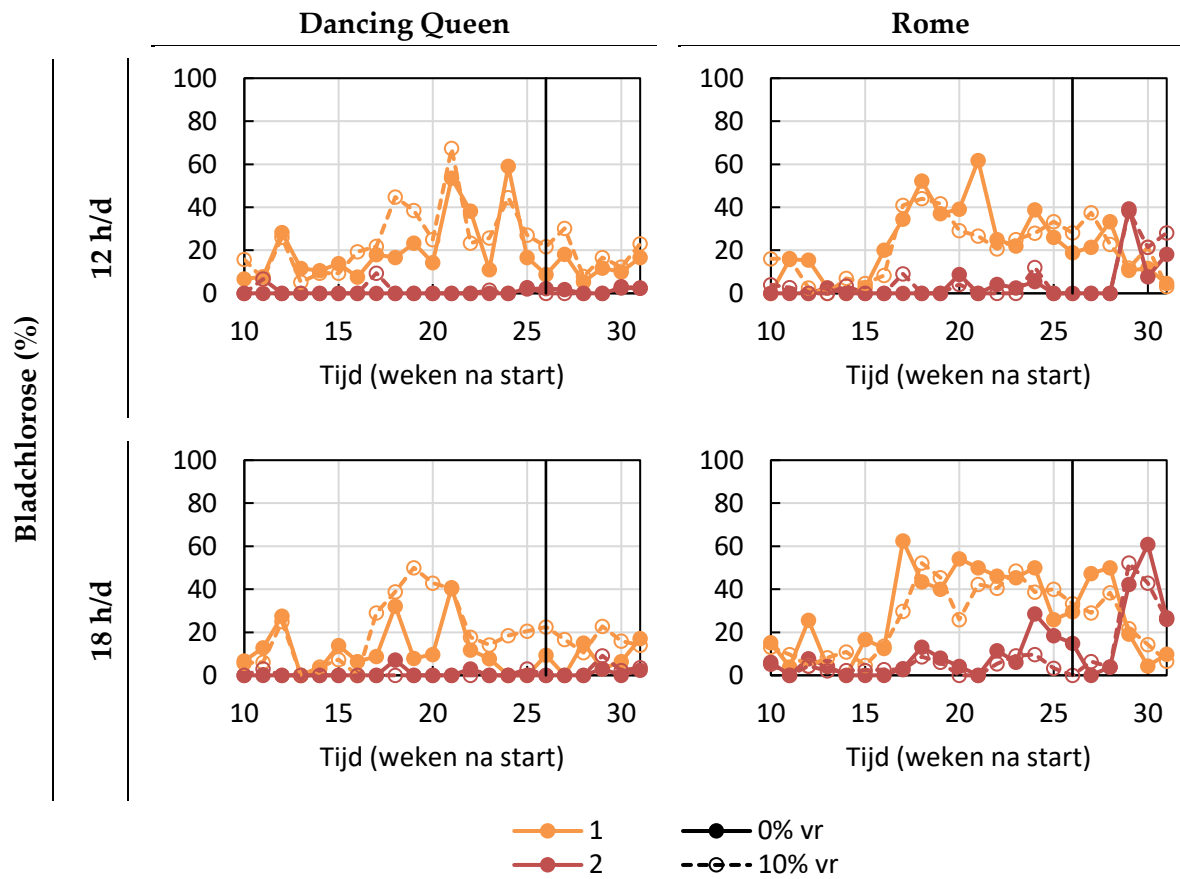 Dancing Queen
Rome
Bladchlorose (%)
12 h/d
100
80
60
40
20
0
10 15 20 25 30
Tijd (weken na start)
100
80
60
40
20
0
10 15 20 25 30
Tijd (weken na start)
18 h/d
100
80
60
40
20
0
10 15 20 25 30
Tijd (weken na start)
100
80
60
40
20
0
10 15 20 25 30
Tijd (weken na start)
1
0% vr
2
10% vr